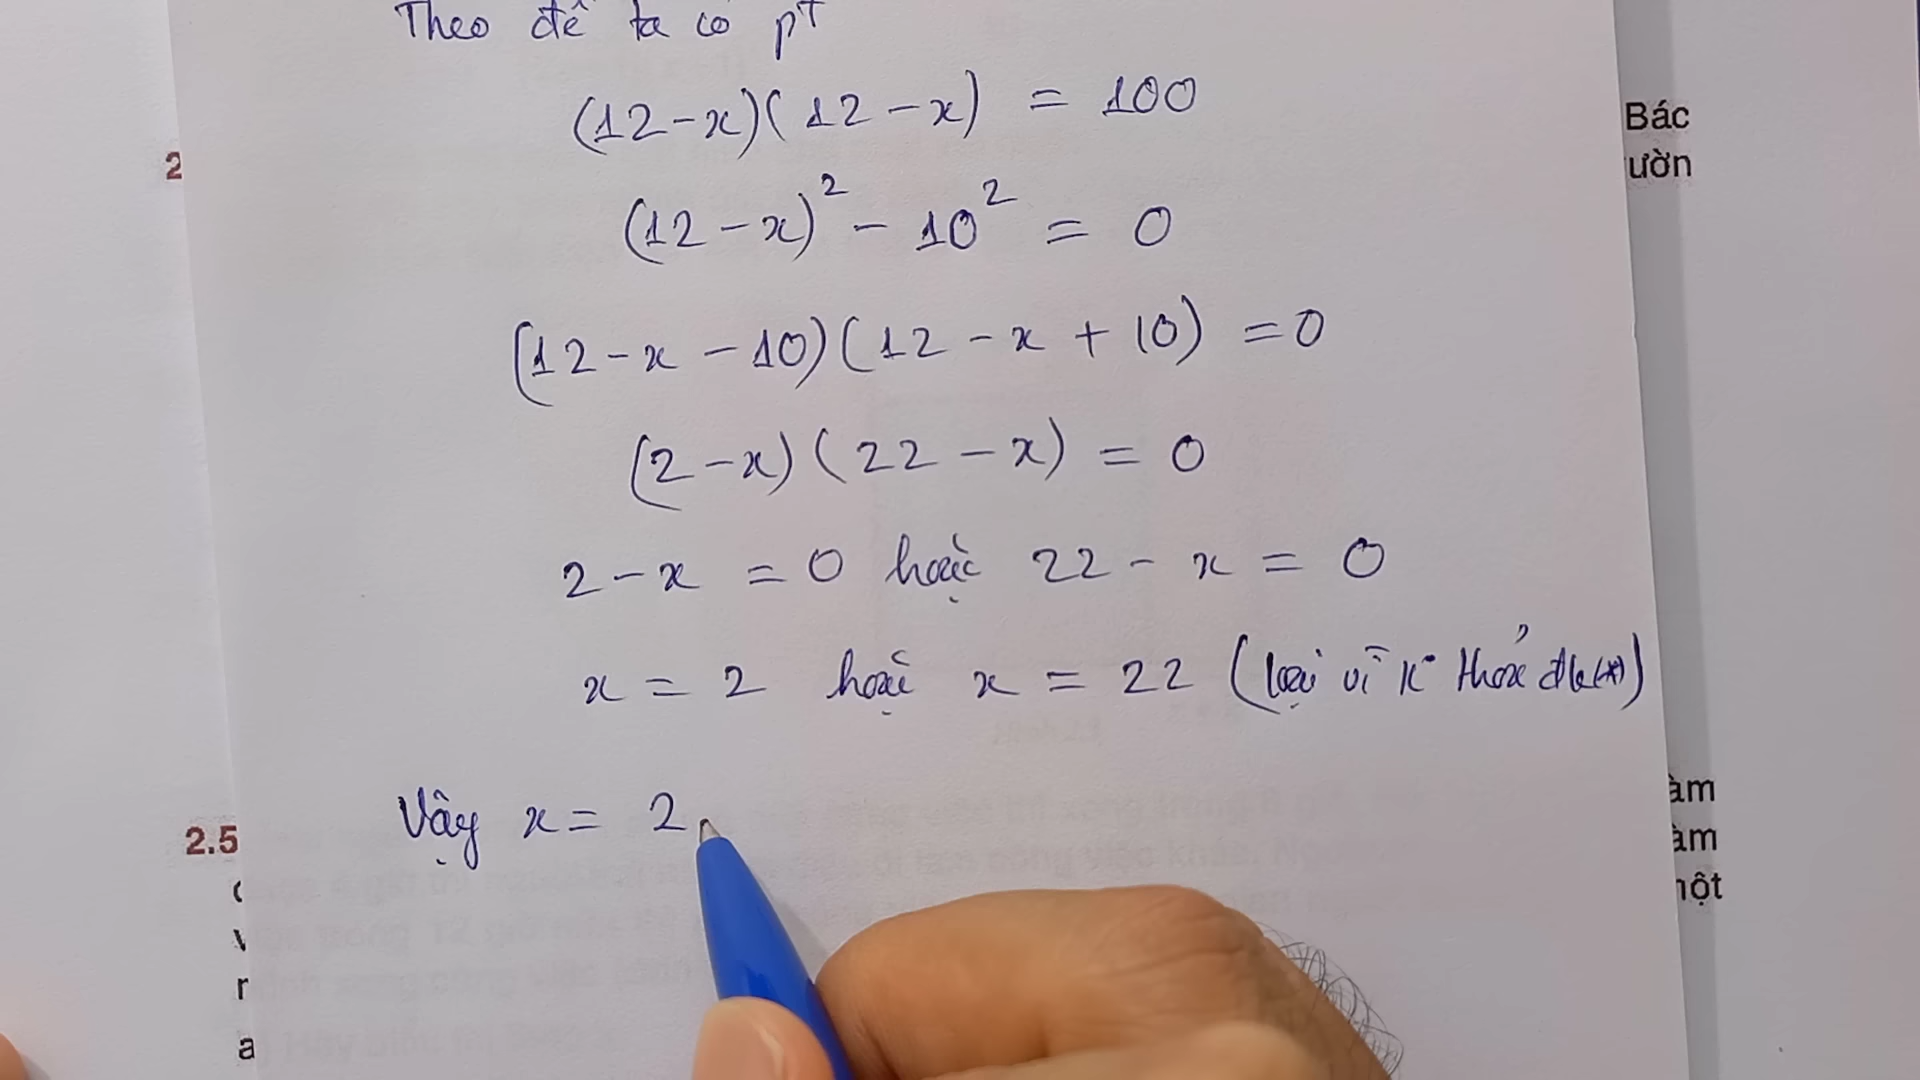 Theo đề ta có pt
(12-x)(12-x) = 100
(12-x)² - 10² = 0
(12-x-10)(12-x+10) = 0
(2-x)(22-x) = 0
2-x = 0 hoặc 22-x = 0
x = 2 hoặc x = 22 (loại vì k thoả đk(*))
Vậy x = 2
2
Bác
ườn
2.5
àm
àm
một
a